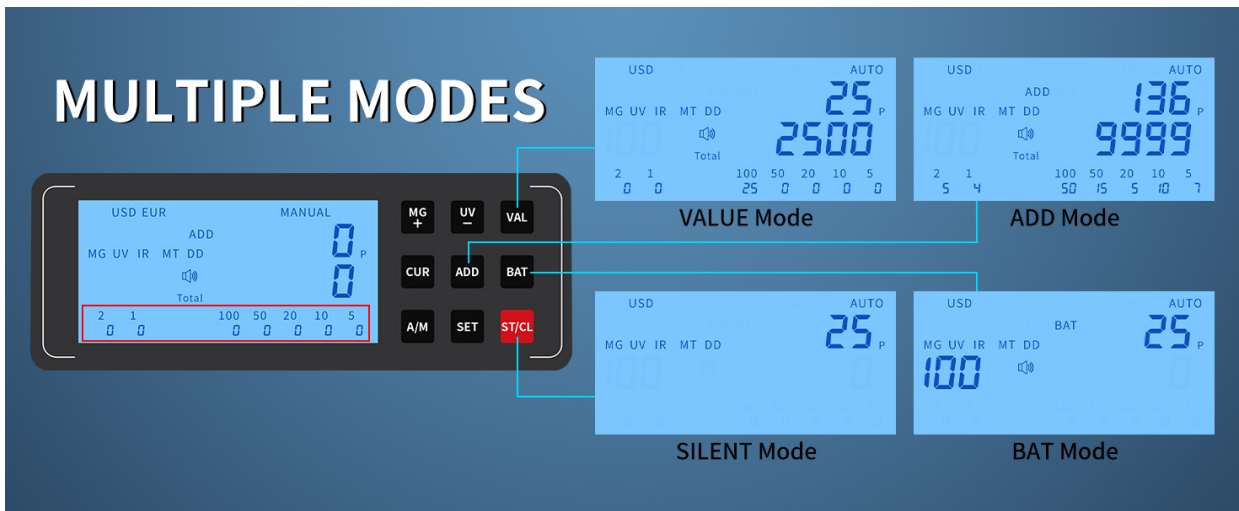 MULTIPLE MODES
USD EUR MANUAL
ADD
0 P
MG UV IR MT DD
0
Total
2 1 100 50 20 10 5
0 0 0 0 0 0 0
MG + UV − VAL
CUR ADD BAT
A/M SET ST/CL
USD AUTO
25 P
MG UV IR MT DD
2500
Total
2 1 100 50 20 10 5
0 0 25 0 0 0 0
VALUE Mode
USD AUTO
ADD 136 P
MG UV IR MT DD
9999
Total
2 1 100 50 20 10 5
5 4 50 15 5 10 7
ADD Mode
USD AUTO
25 P
MG UV IR MT DD
SILENT Mode
USD AUTO
BAT 25 P
MG UV IR MT DD
100
BAT Mode